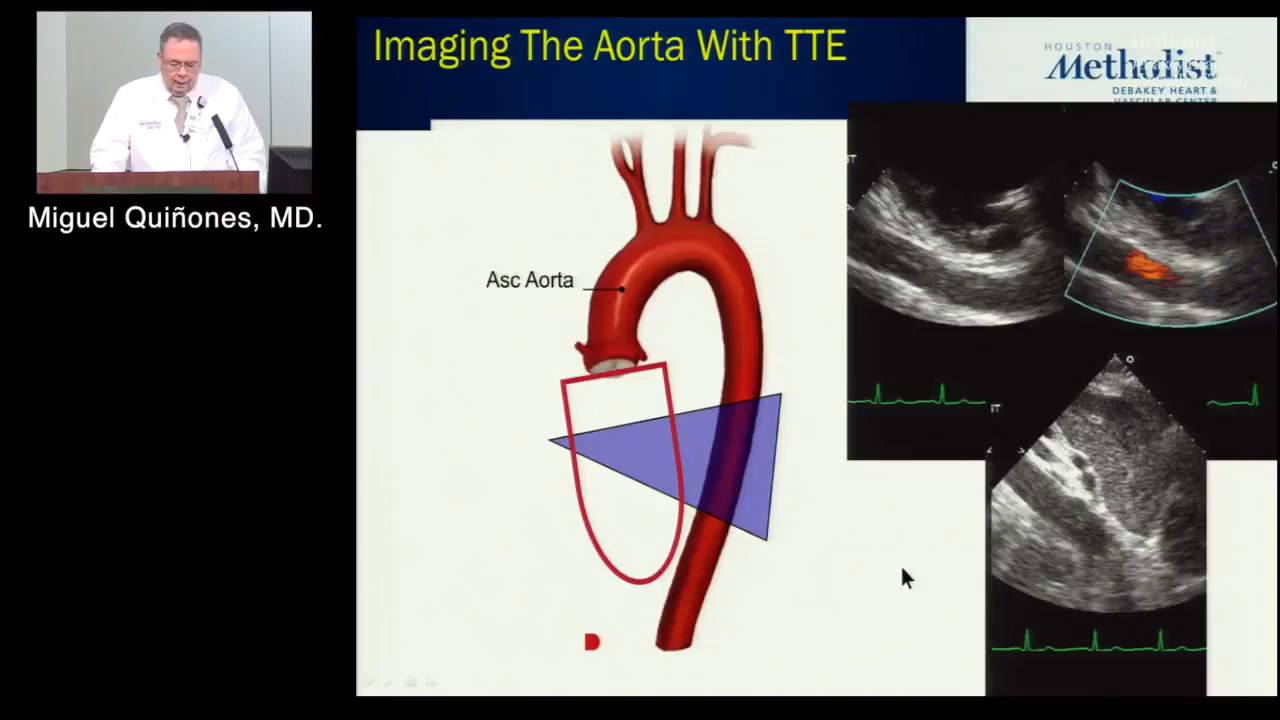 Imaging The Aorta With TTE
HOUSTON
Methodist
DEBAKEY HEART &
VASCULAR CENTER
Miguel Quiñones, MD.
Asc Aorta